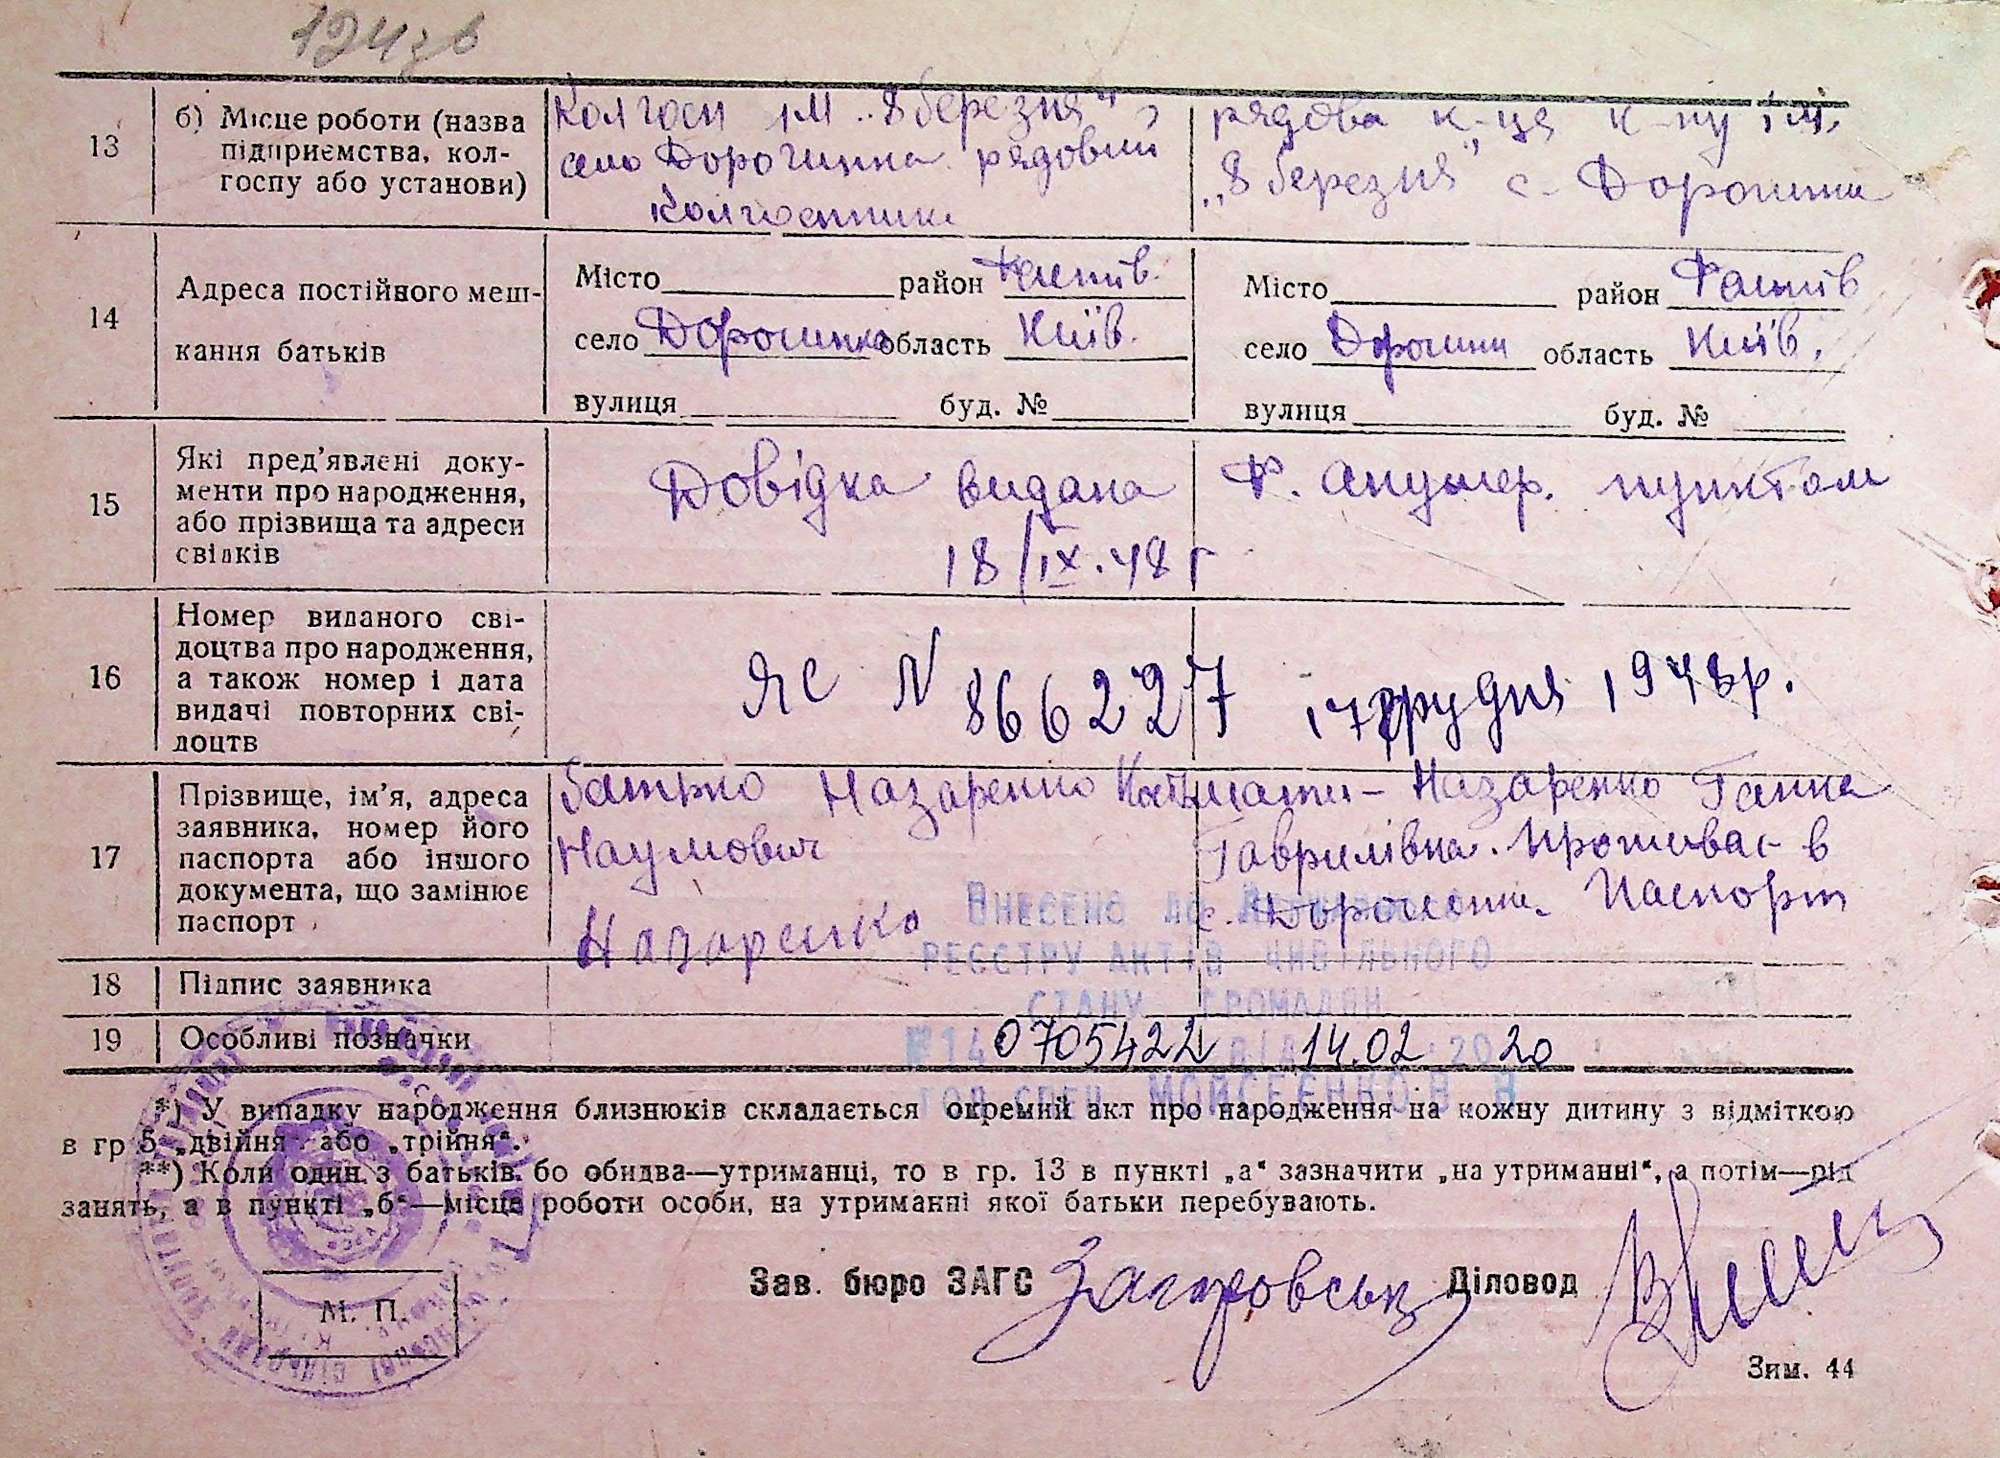 124зв
13
б) Місце роботи (назва
підприємства, кол-
госпу або установи)
Колгосп ім „8 березня",
село Дорогинка рядовий
колгоспник
рядова к-ця к-пу ім.
„8 березня" с. Дорогинка
14
Адреса постійного меш-
кання батьків
Місто район Фастів.
село Дорогинка область Київ.
вулиця буд. №
Місто район Фастів
село Дорогинка область Київ.
вулиця буд. №
15
Які пред'явлені доку-
менти про народження,
або прізвища та адреси
свідків
Довідка видана Ф. Акушер. пунктом
18/IX.48 г
16
Номер виданого сві-
доцтва про народження,
а також номер і дата
видачі повторних сві-
доцтв
ЯС N 866227 17 грудня 1948р.
17
Прізвище, ім'я, адреса
заявника, номер його
паспорта або іншого
документа, що замінює
паспорт
Батько Назаренко
Наумович
Назаренко
мати - Назаренко Ганна
Гаврилівна. Проживає в
с. Дорогинка. Паспорт
ВНЕСЕНО ДО ДЕРЖАВНОГО
РЕЄСТРУ АКТІВ ЦИВІЛЬНОГО
СТАНУ ГРОМАДЯН
18
Підпис заявника
19
Особливі позначки
№14 0705422 від 14.02 2020
ГОЛ СПЕЦ МОЙСЕЄНКО В Н
*) У випадку народження близнюків складається окремий акт про народження на кожну дитину з відміткою
в гр 5 „двійня" або „трійня".
**) Коли один з батьків, бо обидва—утриманці, то в гр. 13 в пункті „а" зазначити „на утриманні", а потім—рід
занять, а в пункті „б"—місце роботи особи, на утриманні якої батьки перебувають.
М. П.
Зав. бюро ЗАГС
Діловод
Зим. 44